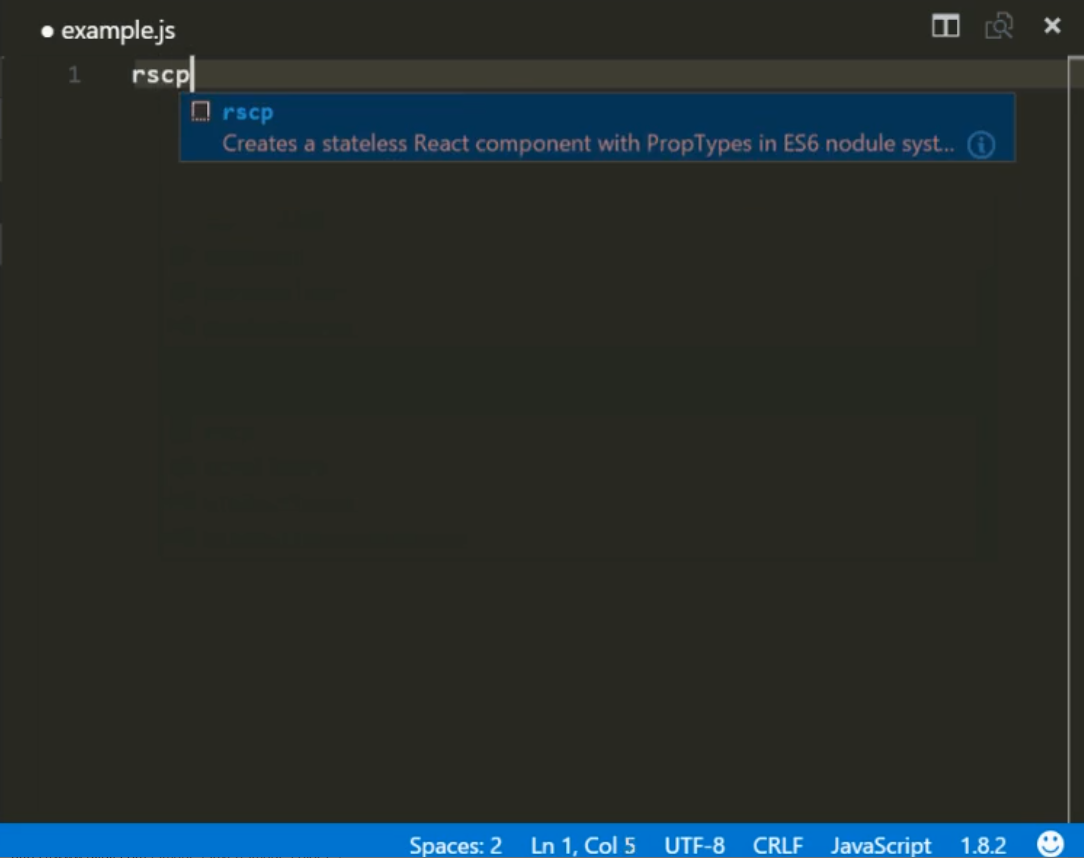 ● example.js
1 rscp
rscp
Creates a stateless React component with PropTypes in ES6 nodule syst...
Spaces: 2 Ln 1, Col 5 UTF-8 CRLF JavaScript 1.8.2